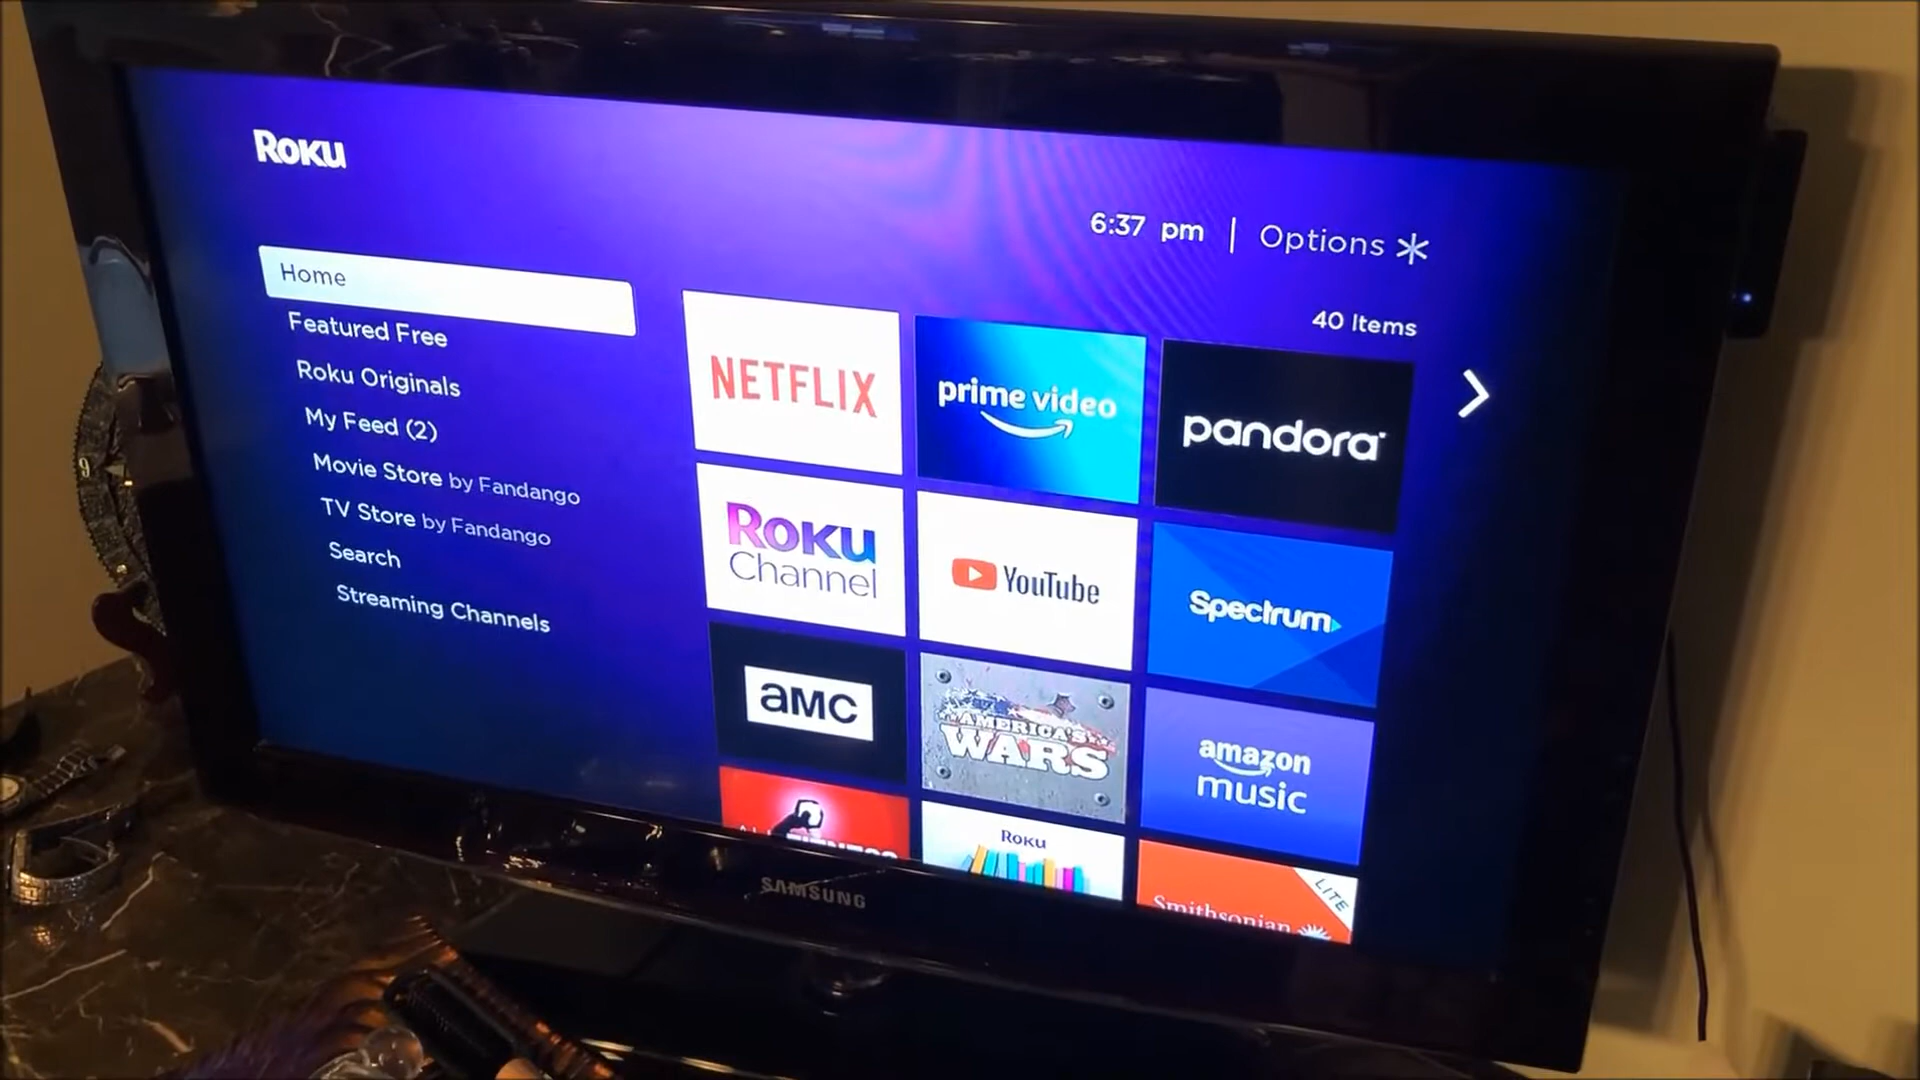 Roku
6:37 pm | Options
40 Items
Home
Featured Free
Roku Originals
My Feed (2)
Movie Store by Fandango
TV Store by Fandango
Search
Streaming Channels
NETFLIX
prime video
pandora
Roku
Channel
YouTube
Spectrum
aMC
AMERICA'S
WARS
amazon
music
FITNESS
Roku
Smithsonian
LITE
SAMSUNG
9